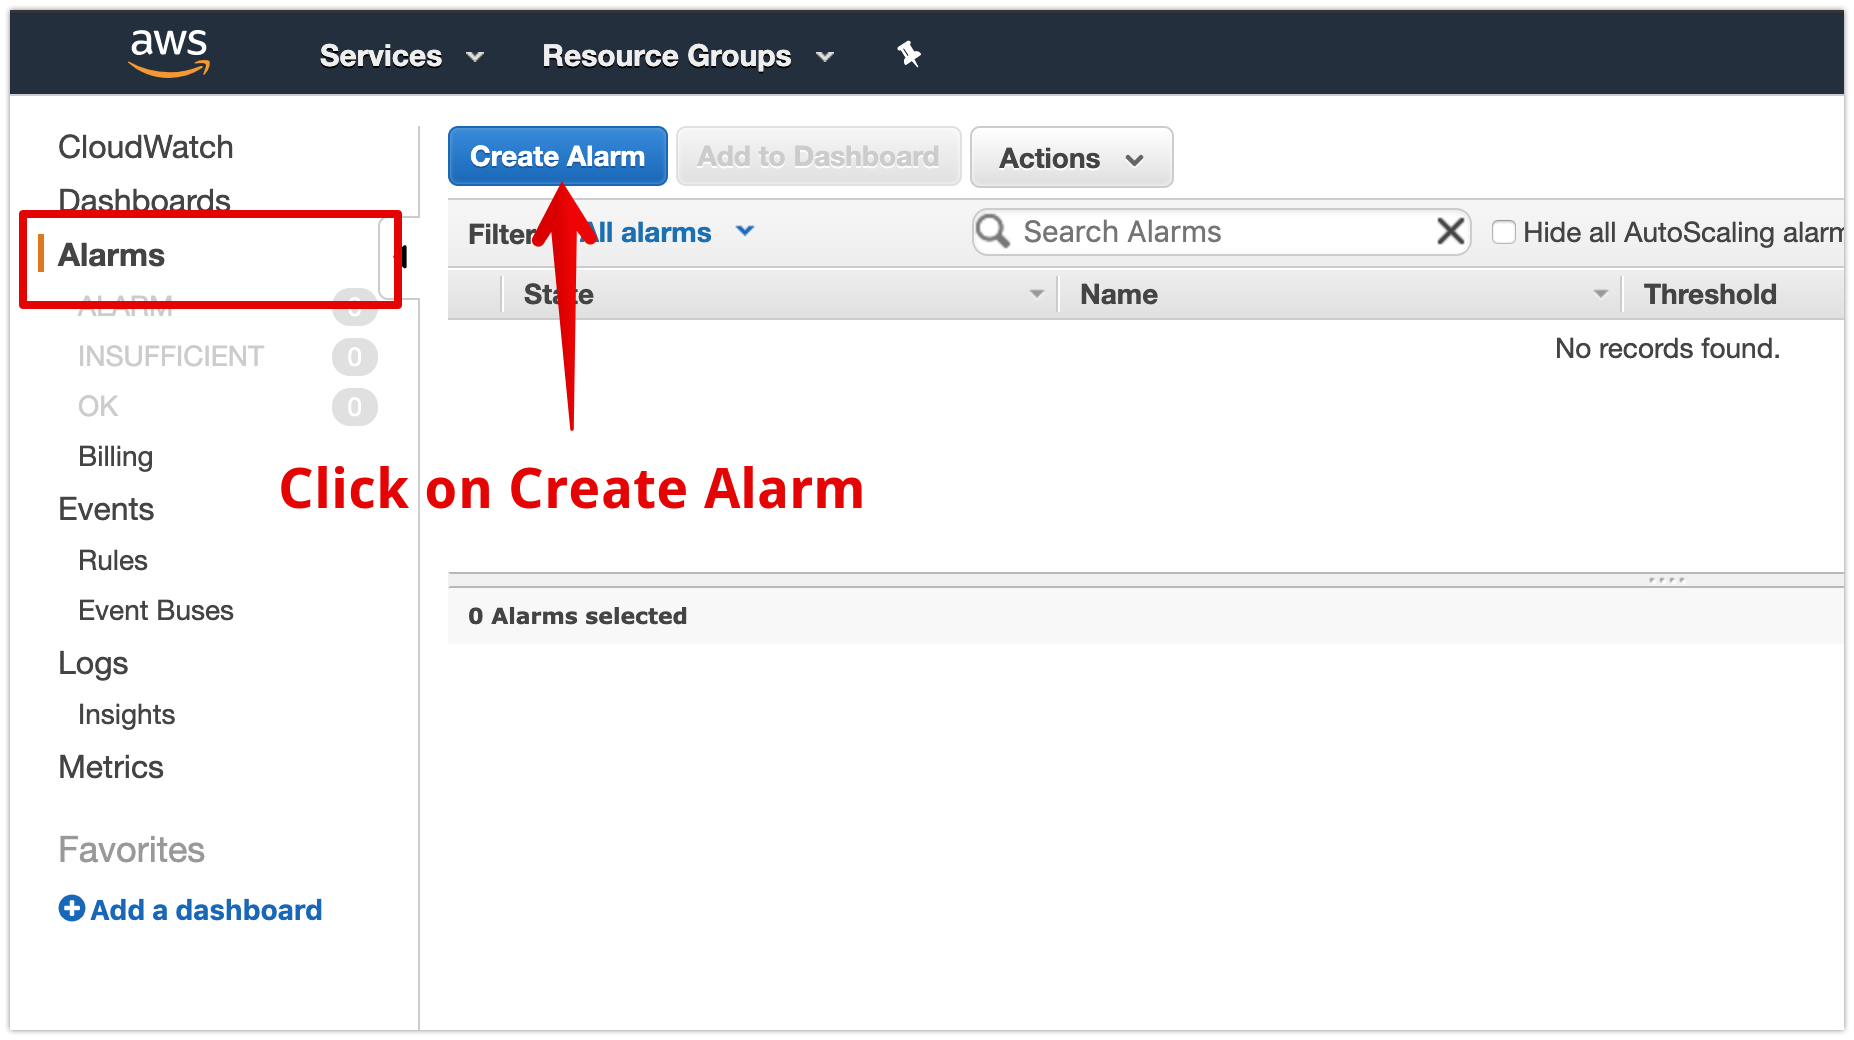 aws
Services
Resource Groups
CloudWatch
Dashboards
Alarms
ALARM 0
INSUFFICIENT 0
OK 0
Billing
Events
Rules
Event Buses
Logs
Insights
Metrics
Favorites
Add a dashboard
Create Alarm
Add to Dashboard
Actions
Filter All alarms
Search Alarms
Hide all AutoScaling alarm
State
Name
Threshold
No records found.
Click on Create Alarm
0 Alarms selected